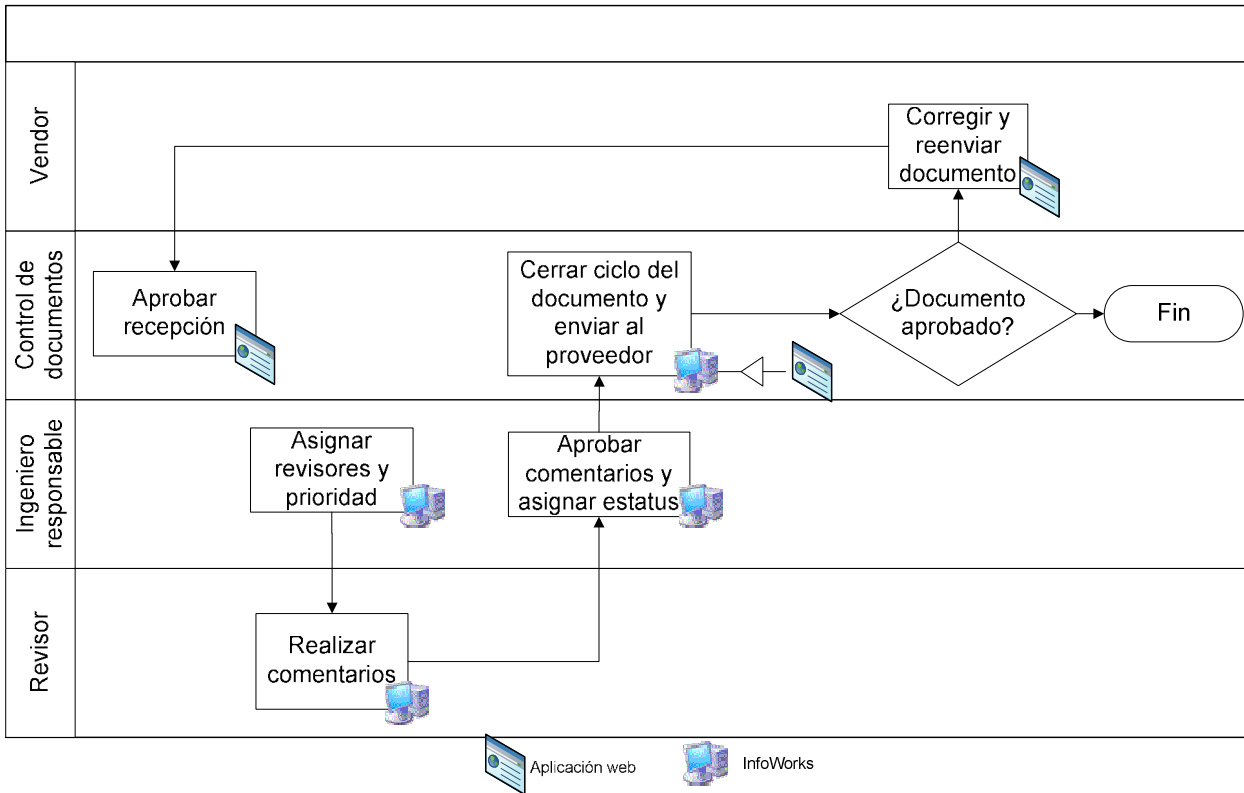 Vendor
Corregir y
reenviar
documento
Control de
documentos
Aprobar
recepción
Cerrar ciclo del
documento y
enviar al
proveedor
¿Documento
aprobado?
Fin
Ingeniero
responsable
Asignar
revisores y
prioridad
Aprobar
comentarios y
asignar estatus
Revisor
Realizar
comentarios
Aplicación web
InfoWorks